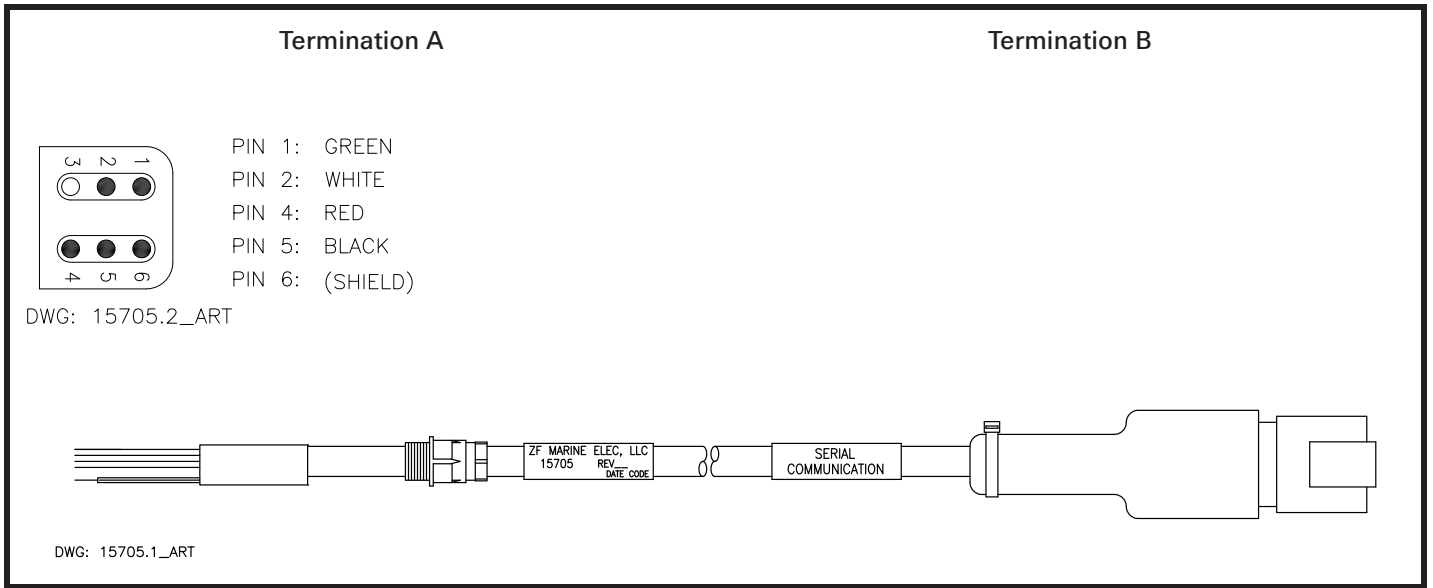 Termination A
Termination B
3 2 1
4 5 6
PIN 1: GREEN
PIN 2: WHITE
PIN 4: RED
PIN 5: BLACK
PIN 6: (SHIELD)
DWG: 15705.2_ART
ZF MARINE ELEC, LLC
15705 REV__
DATE CODE
SERIAL
COMMUNICATION
DWG: 15705.1_ART